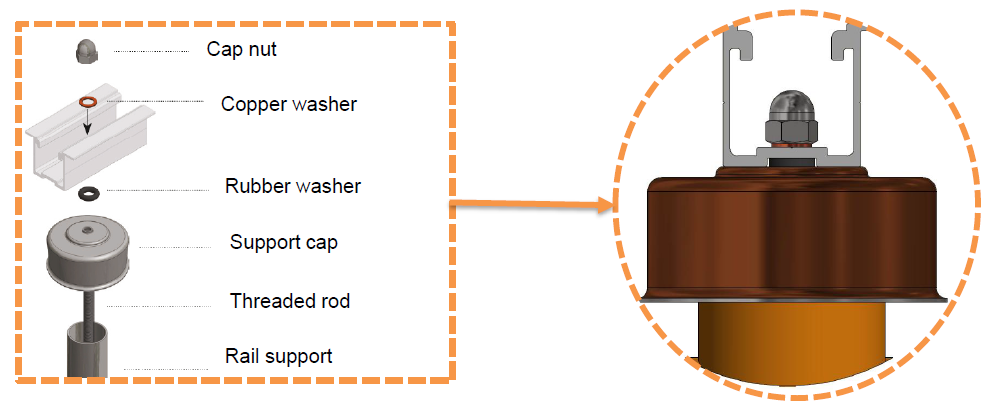 Cap nut
Copper washer
Rubber washer
Support cap
Threaded rod
Rail support